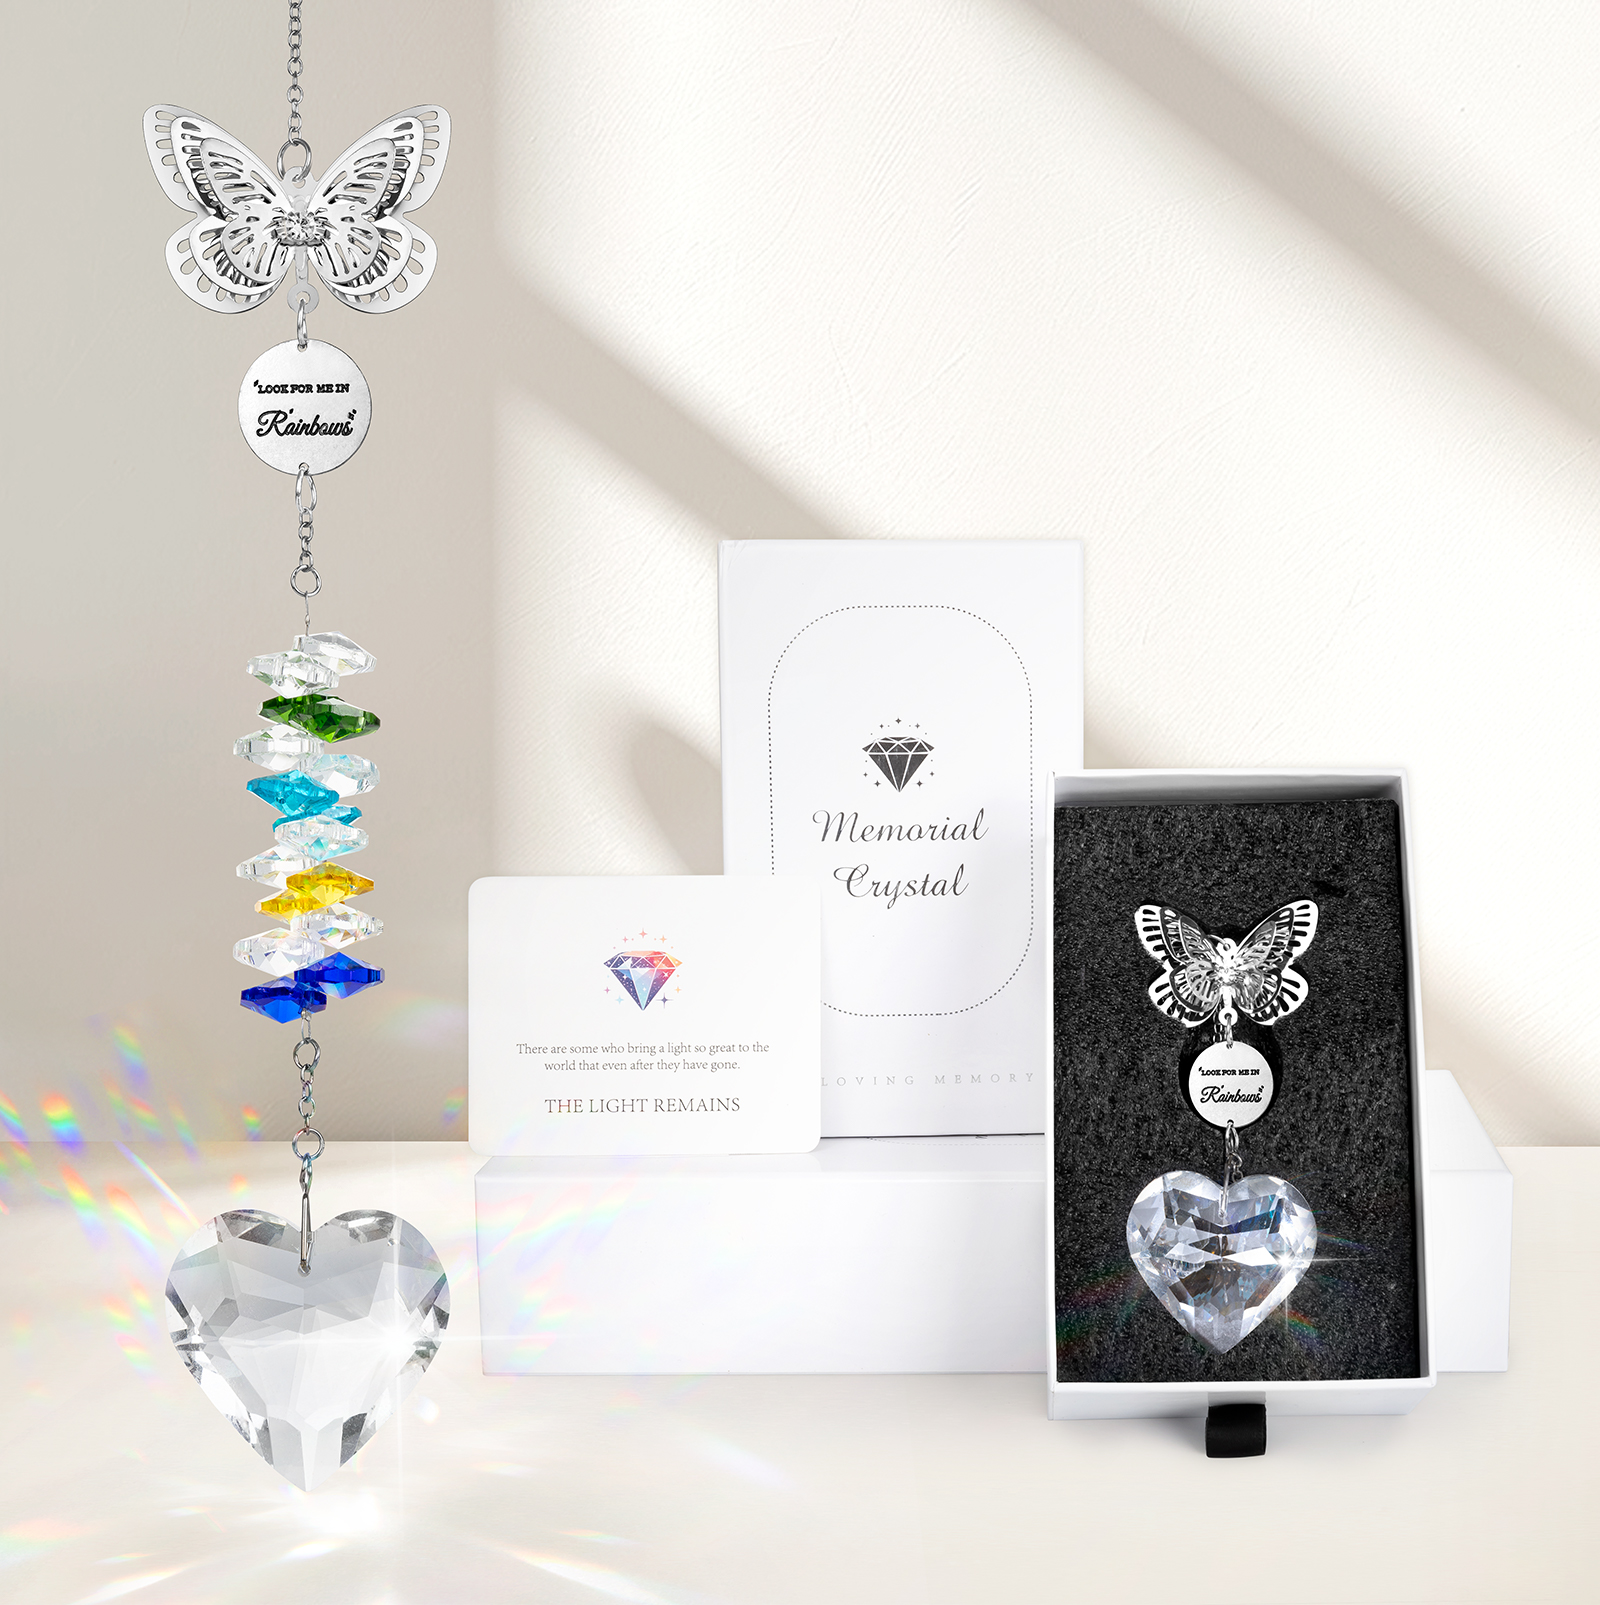 "LOOK FOR ME IN
Rainbows"
Memorial
Crystal
LOVING MEMORY
There are some who bring a light so great to the
world that even after they have gone.
THE LIGHT REMAINS
"LOOK FOR ME IN
Rainbows"